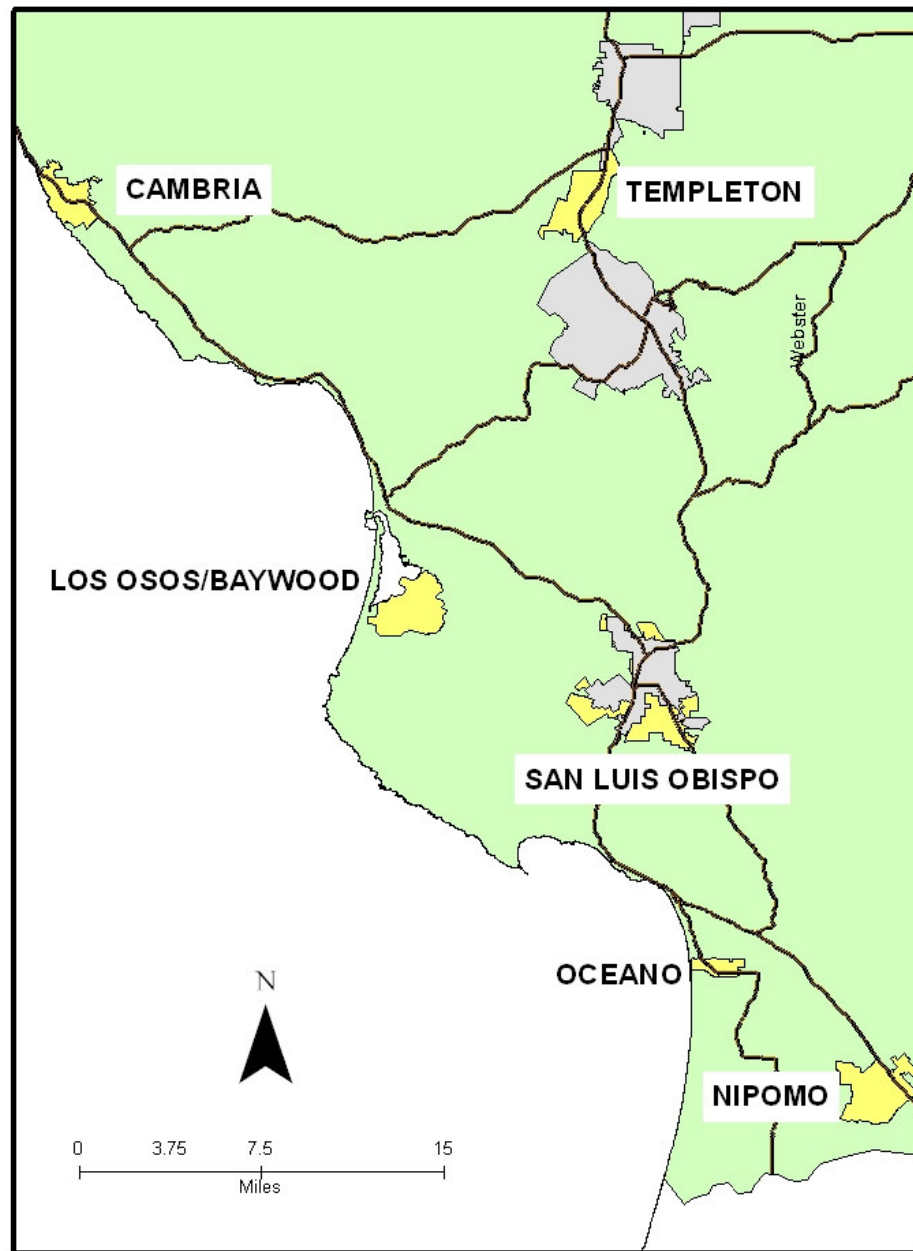 CAMBRIA
TEMPLETON
Webster
LOS OSOS/BAYWOOD
SAN LUIS OBISPO
OCEANO
N
NIPOMO
0 3.75 7.5 15
Miles